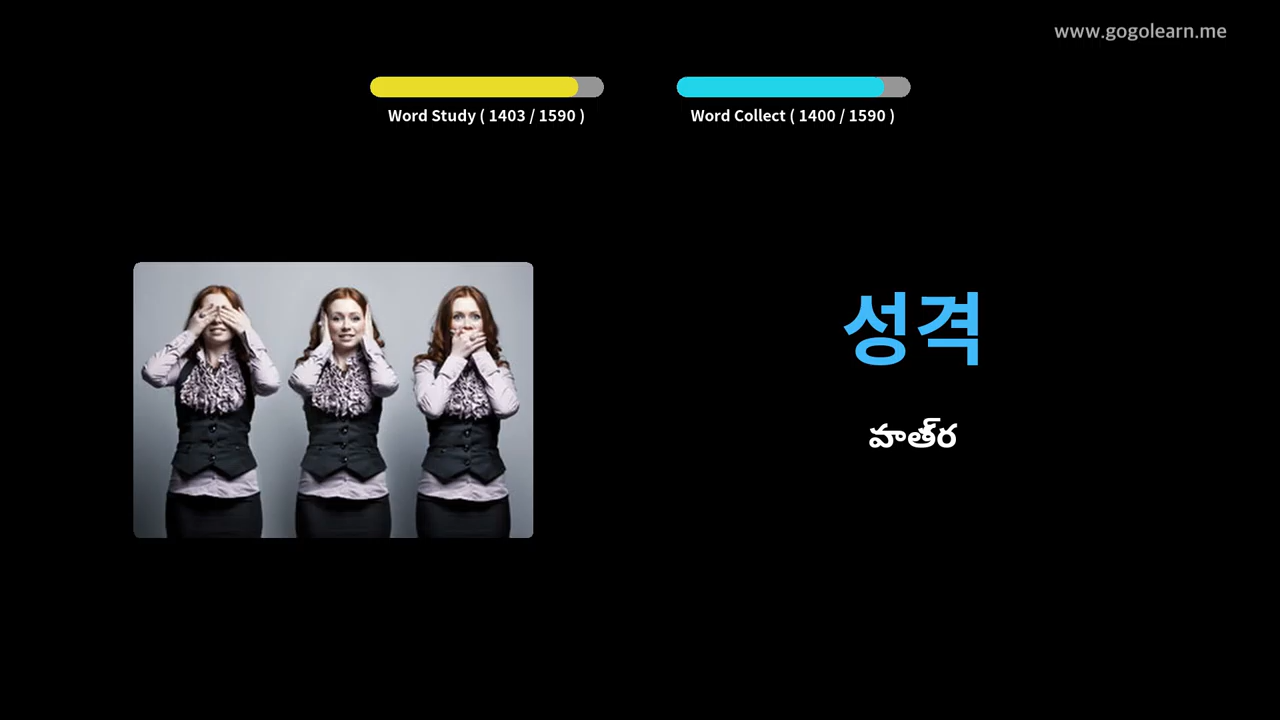 www.gogolearn.me
Word Study ( 1403 / 1590 )
Word Collect ( 1400 / 1590 )
성격
పాత్‌ర